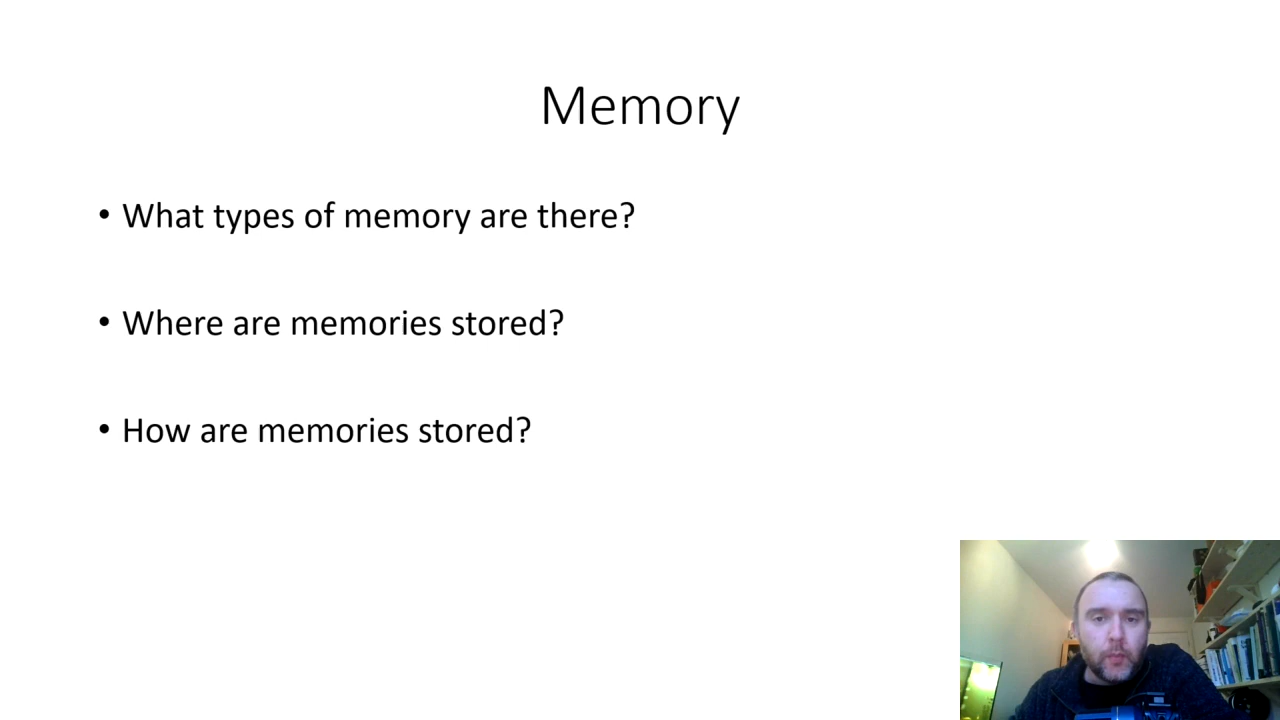 Memory
• What types of memory are there?
• Where are memories stored?
• How are memories stored?